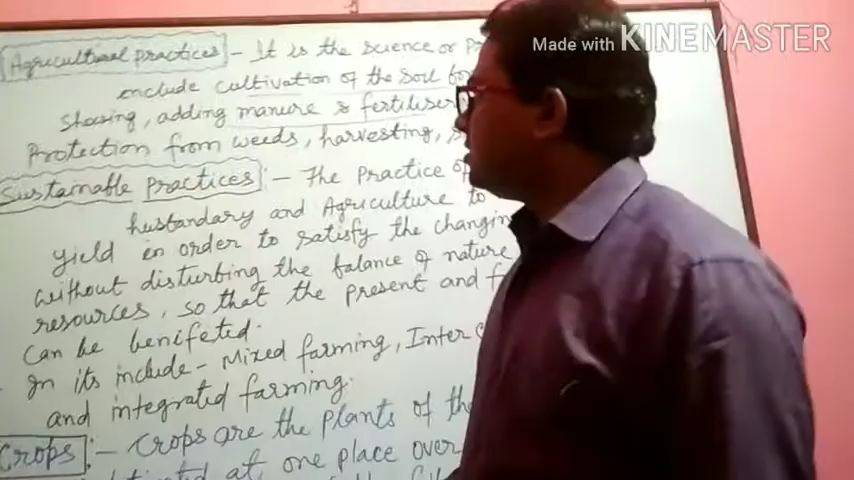 Made with KINEMASTER
Agricultural practices - It is the science or
include cultivation of the soil for
Showing, adding manure & fertiliser
Protection from weeds, harvesting,
Sustainable practices :- The Practice of
husbandary and Agriculture to
yield in order to satisfy the changin
without disturbing the balance of nature
resources, so that the present and f
can be benifeted.
In its include - Mixed farming, Inter c
and integrated farming.
Crops :- Crops are the plants of the
at one place over